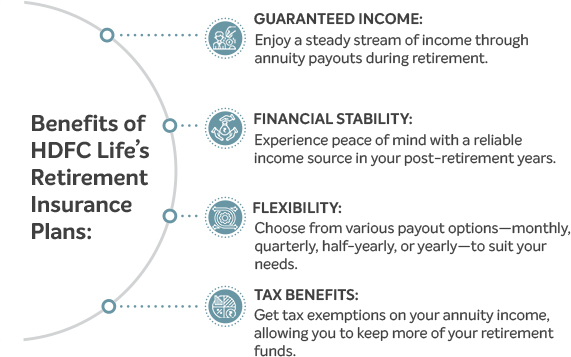 Benefits of
HDFC Life's
Retirement
Insurance
Plans:
GUARANTEED INCOME:
Enjoy a steady stream of income through
annuity payouts during retirement.
FINANCIAL STABILITY:
Experience peace of mind with a reliable
income source in your post-retirement years.
FLEXIBILITY:
Choose from various payout options—monthly,
quarterly, half-yearly, or yearly—to suit your
needs.
TAX BENEFITS:
Get tax exemptions on your annuity income,
allowing you to keep more of your retirement
funds.